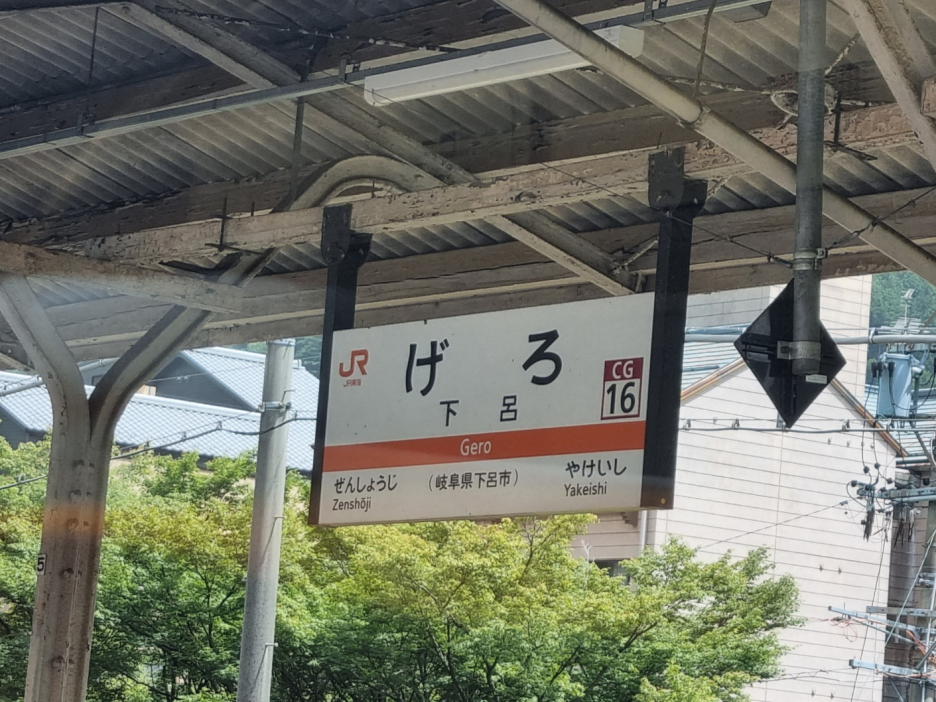 JR
JR東海
げろ
下呂
CG
16
Gero
ぜんしょうじ
Zenshōji
（岐阜県下呂市）
やけいし
Yakeishi
5